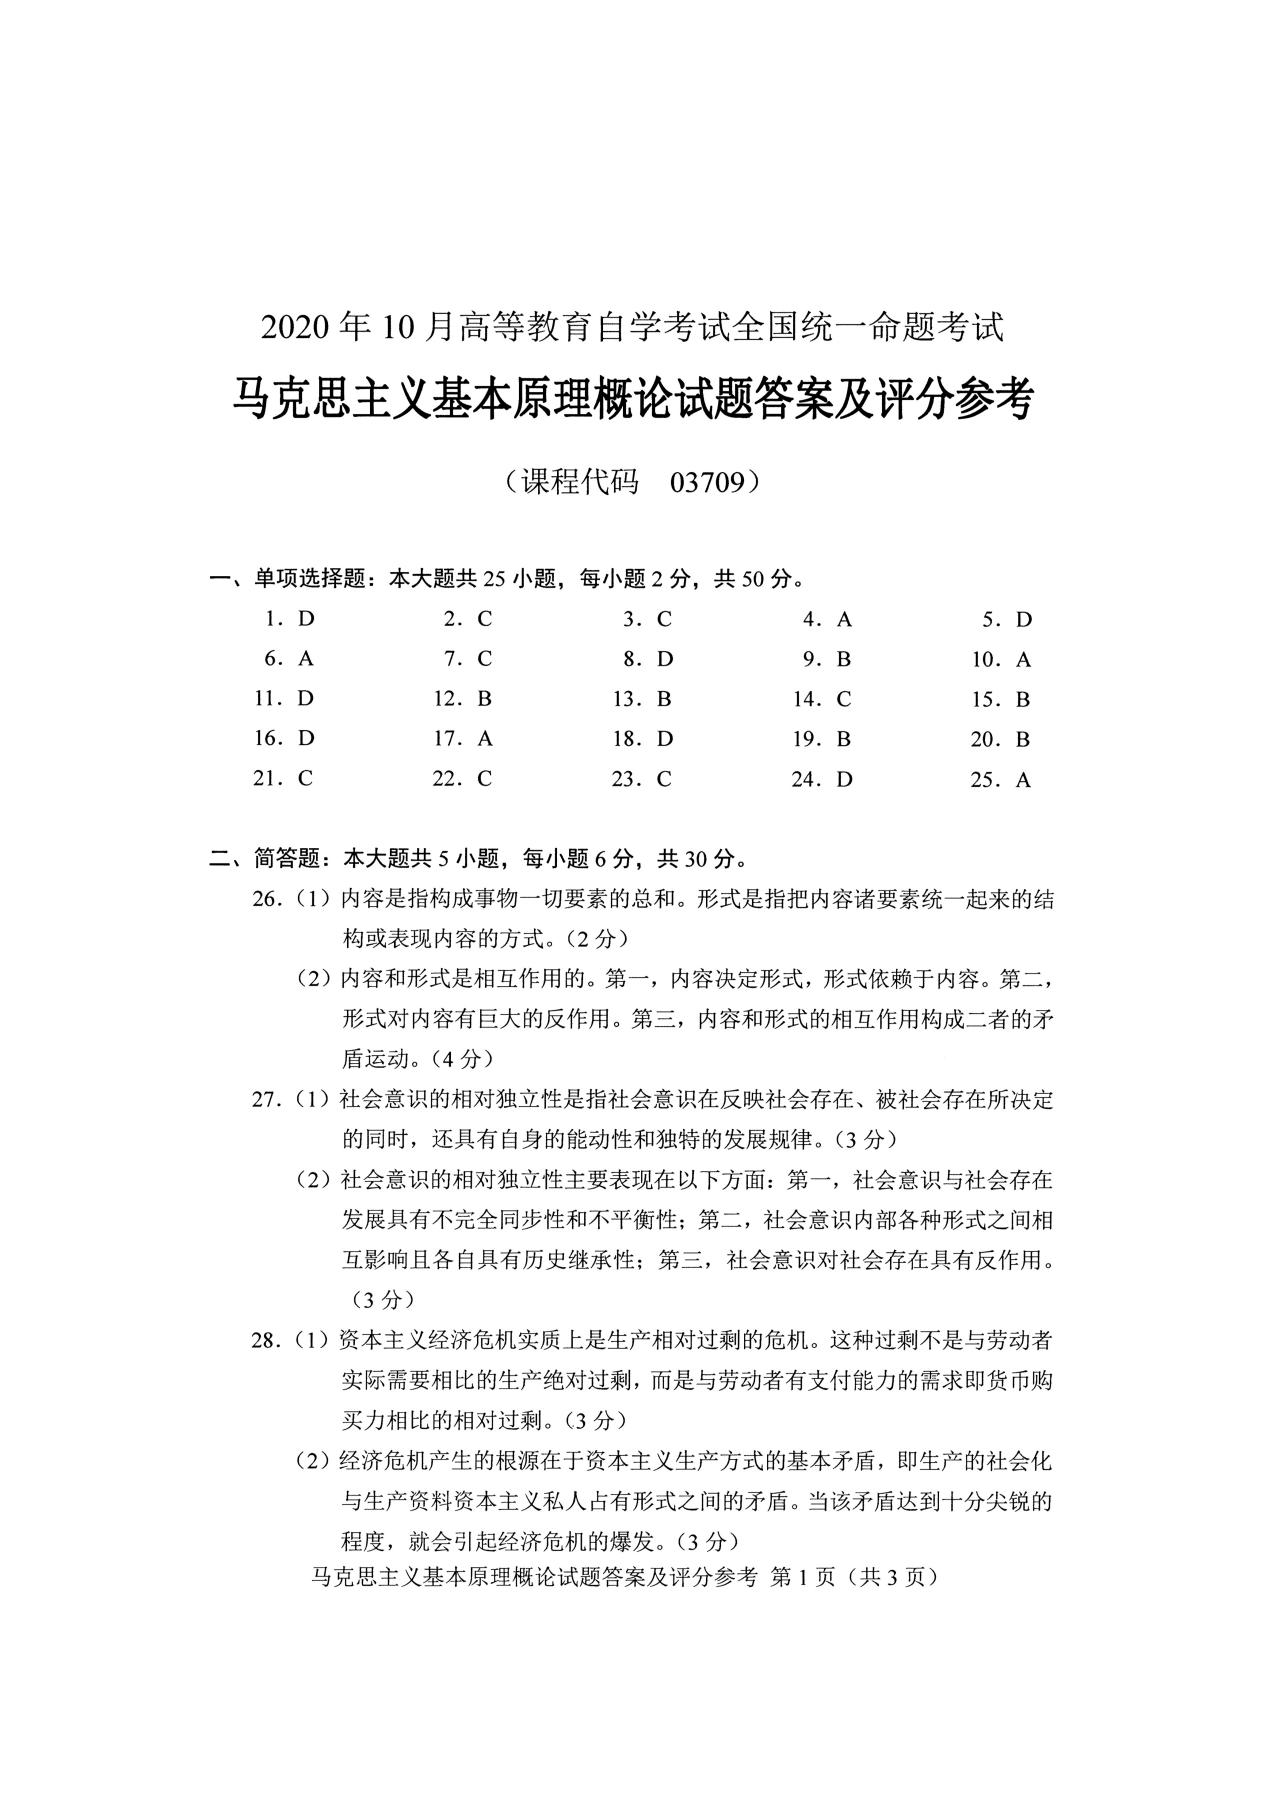 2020 年 10 月高等教育自学考试全国统一命题考试
马克思主义基本原理概论试题答案及评分参考
（课程代码　03709）
一、单项选择题：本大题共 25 小题，每小题 2 分，共 50 分。
1．D　2．C　3．C　4．A　5．D
6．A　7．C　8．D　9．B　10．A
11．D　12．B　13．B　14．C　15．B
16．D　17．A　18．D　19．B　20．B
21．C　22．C　23．C　24．D　25．A
二、简答题：本大题共 5 小题，每小题 6 分，共 30 分。
26．（1）内容是指构成事物一切要素的总和。形式是指把内容诸要素统一起来的结
构或表现内容的方式。（2 分）
（2）内容和形式是相互作用的。第一，内容决定形式，形式依赖于内容。第二，
形式对内容有巨大的反作用。第三，内容和形式的相互作用构成二者的矛
盾运动。（4 分）
27．（1）社会意识的相对独立性是指社会意识在反映社会存在、被社会存在所决定
的同时，还具有自身的能动性和独特的发展规律。（3 分）
（2）社会意识的相对独立性主要表现在以下方面：第一，社会意识与社会存在
发展具有不完全同步性和不平衡性；第二，社会意识内部各种形式之间相
互影响且各自具有历史继承性；第三，社会意识对社会存在具有反作用。
（3 分）
28．（1）资本主义经济危机实质上是生产相对过剩的危机。这种过剩不是与劳动者
实际需要相比的生产绝对过剩，而是与劳动者有支付能力的需求即货币购
买力相比的相对过剩。（3 分）
（2）经济危机产生的根源在于资本主义生产方式的基本矛盾，即生产的社会化
与生产资料资本主义私人占有形式之间的矛盾。当该矛盾达到十分尖锐的
程度，就会引起经济危机的爆发。（3 分）
马克思主义基本原理概论试题答案及评分参考 第 1 页（共 3 页）